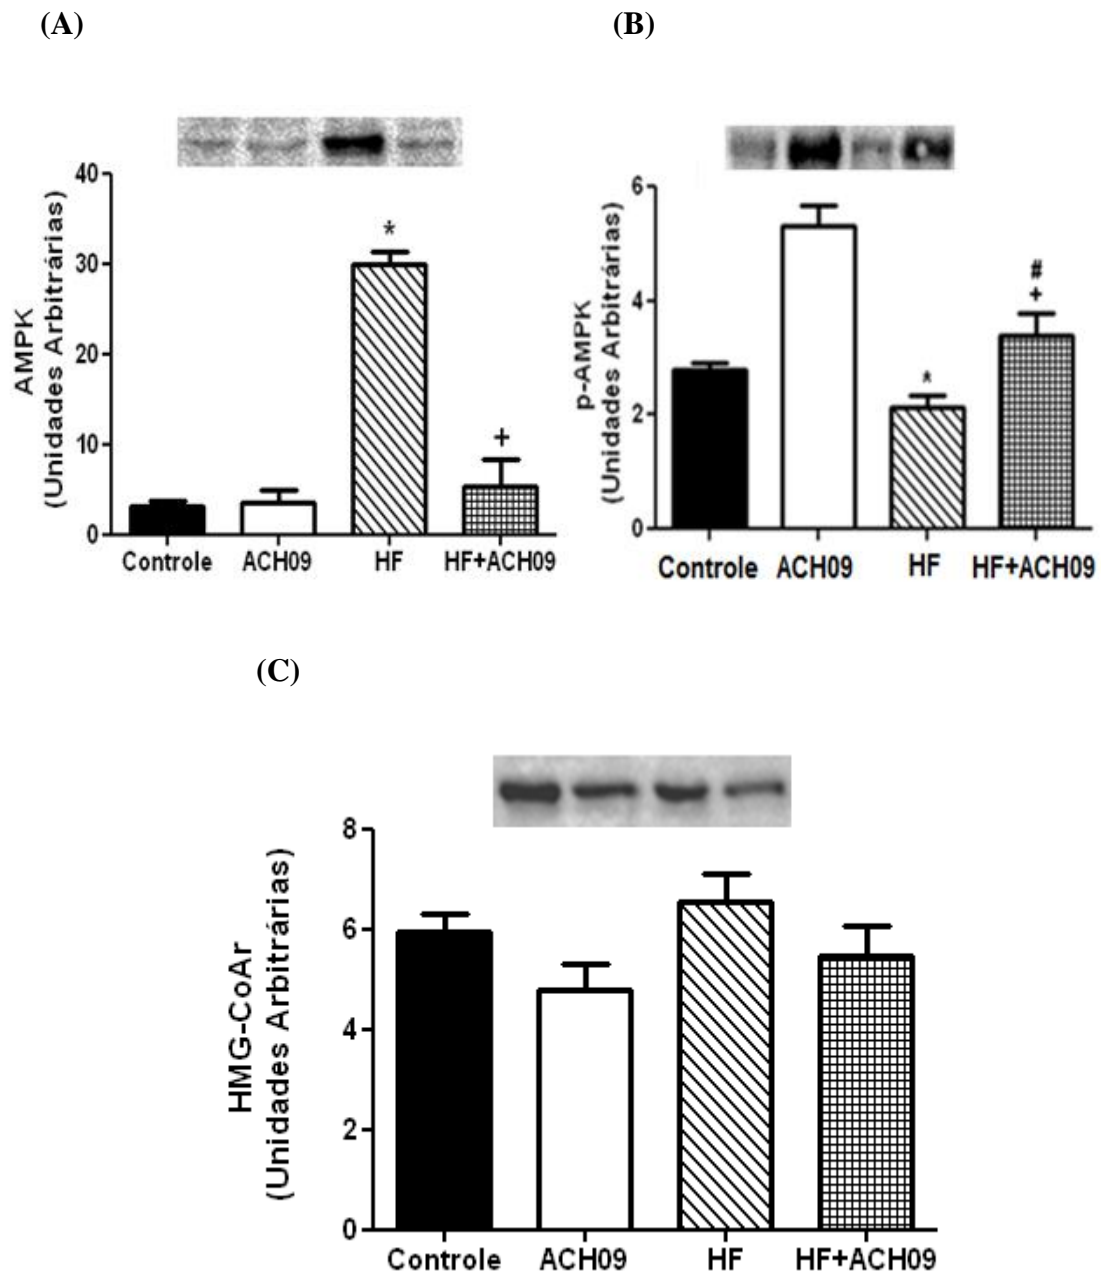 (A)
(B)
AMPK
(Unidades Arbitrárias)
40
30
20
10
0
*
+
Controle ACH09 HF HF+ACH09
p-AMPK
(Unidades Arbitrárias)
6
4
2
0
*
#
+
Controle ACH09 HF HF+ACH09
(C)
HMG-CoAr
(Unidades Arbitrárias)
8
6
4
2
0
Controle ACH09 HF HF+ACH09